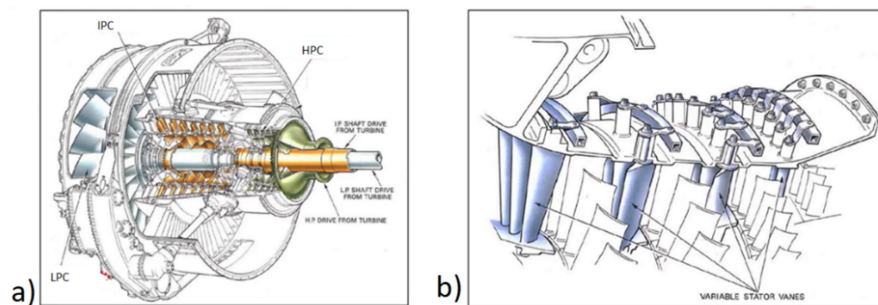 IPC
HPC
I.P. SHAFT DRIVE
FROM TURBINE
L.P. SHAFT DRIVE
FROM TURBINE
H.P. DRIVE FROM TURBINE
LPC
a)
b)
VARIABLE STATOR VANES